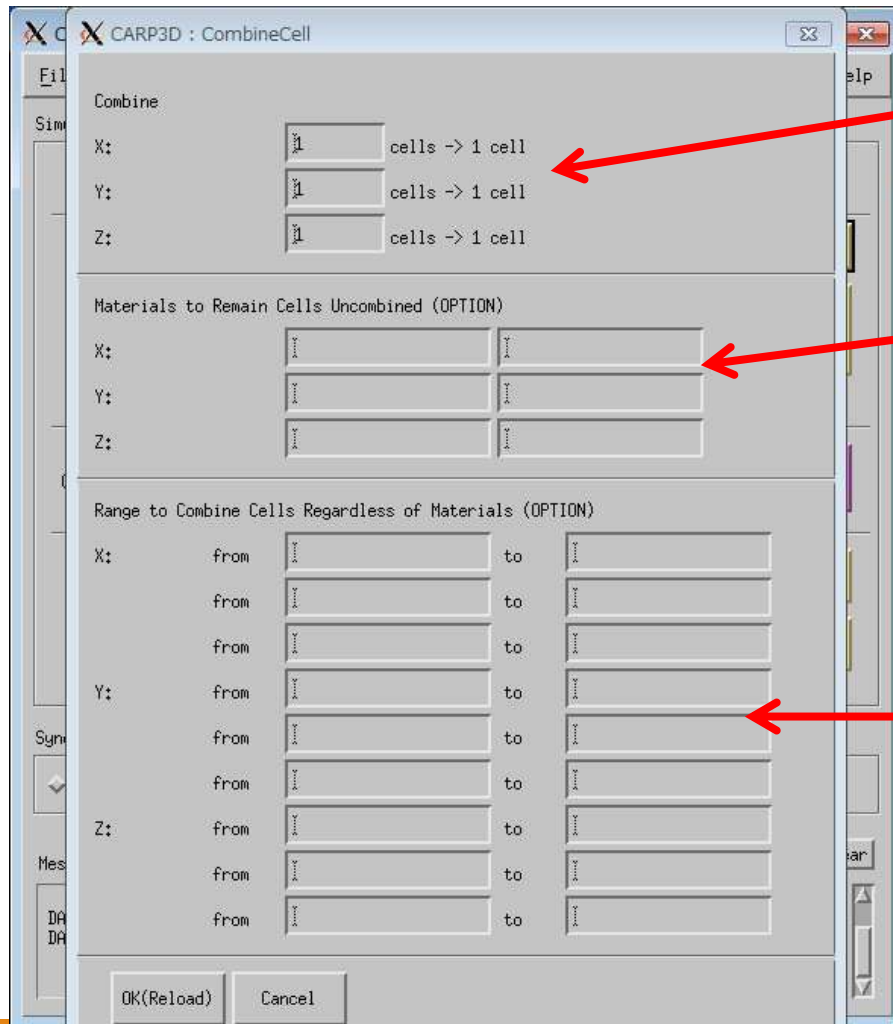 C CARP3D : CombineCell
Fil elp
Combine
Sim
X: 1 cells -> 1 cell
Y: 1 cells -> 1 cell
Z: 1 cells -> 1 cell
Materials to Remain Cells Uncombined (OPTION)
X:
Y:
Z:
Range to Combine Cells Regardless of Materials (OPTION)
X: from to
from to
from to
Y: from to
Syn from to
from to
Z: from to
Mes from to ear
DA from to
DA
OK(Reload) Cancel